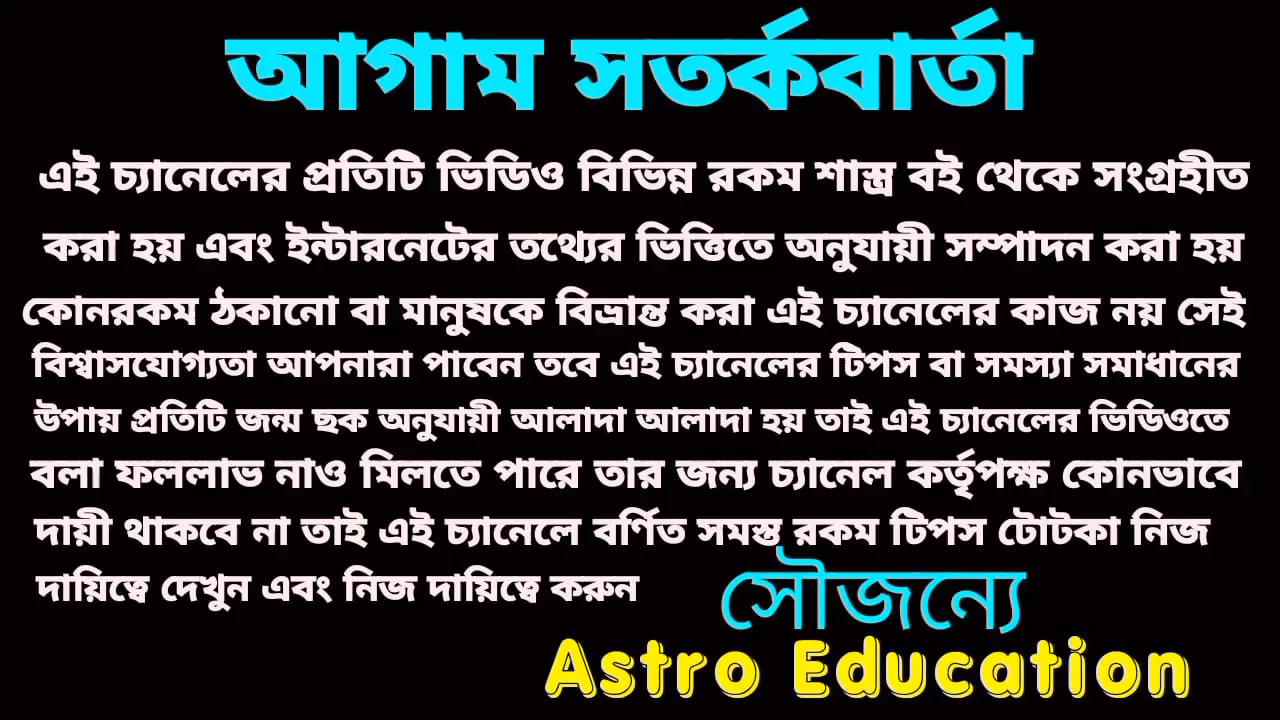 আগাম সতর্কবার্তা
এই চ্যানেলের প্রতিটি ভিডিও বিভিন্ন রকম শাস্ত্র বই থেকে সংগ্রহীত
করা হয় এবং ইন্টারনেটের তথ্যের ভিত্তিতে অনুযায়ী সম্পাদন করা হয়
কোনরকম ঠকানো বা মানুষকে বিভ্রান্ত করা এই চ্যানেলের কাজ নয় সেই
বিশ্বাসযোগ্যতা আপনারা পাবেন তবে এই চ্যানেলের টিপস বা সমস্যা সমাধানের
উপায় প্রতিটি জন্ম ছক অনুযায়ী আলাদা আলাদা হয় তাই এই চ্যানেলের ভিডিওতে
বলা ফললাভ নাও মিলতে পারে তার জন্য চ্যানেল কর্তৃপক্ষ কোনভাবে
দায়ী থাকবে না তাই এই চ্যানেলে বর্ণিত সমস্ত রকম টিপস টোটকা নিজ
দায়িত্বে দেখুন এবং নিজ দায়িত্বে করুন
সৌজন্যে
Astro Education